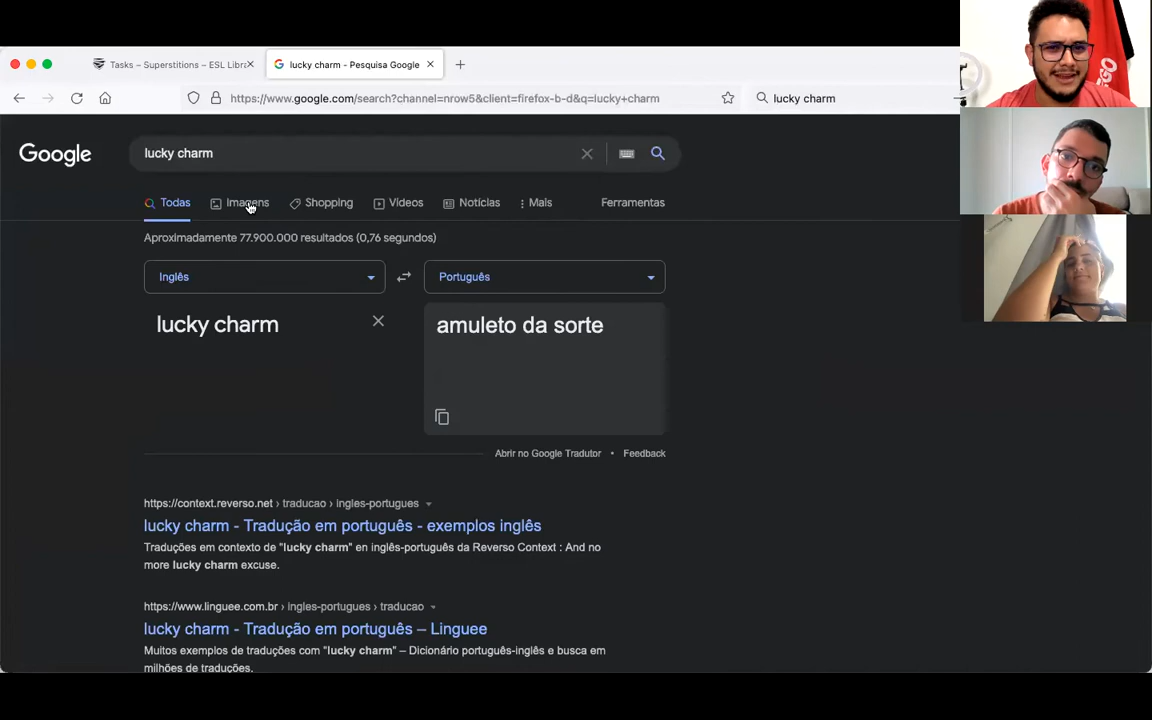 Tasks – Superstitions – ESL Libra
lucky charm - Pesquisa Google
https://www.google.com/search?channel=nrow5&client=firefox-b-d&q=lucky+charm
lucky charm
Google
lucky charm
Todas
Imagens
Shopping
Vídeos
Notícias
Mais
Ferramentas
Aproximadamente 77.900.000 resultados (0,76 segundos)
Inglês
Português
lucky charm
amuleto da sorte
Abrir no Google Tradutor • Feedback
https://context.reverso.net › traducao › ingles-portugues
lucky charm - Tradução em português - exemplos inglês
Traduções em contexto de "lucky charm" en inglês-português da Reverso Context : And no
more lucky charm excuse.
https://www.linguee.com.br › ingles-portugues › traducao
lucky charm - Tradução em português – Linguee
Muitos exemplos de traduções com "lucky charm" – Dicionário português-inglês e busca em
milhões de traduções.